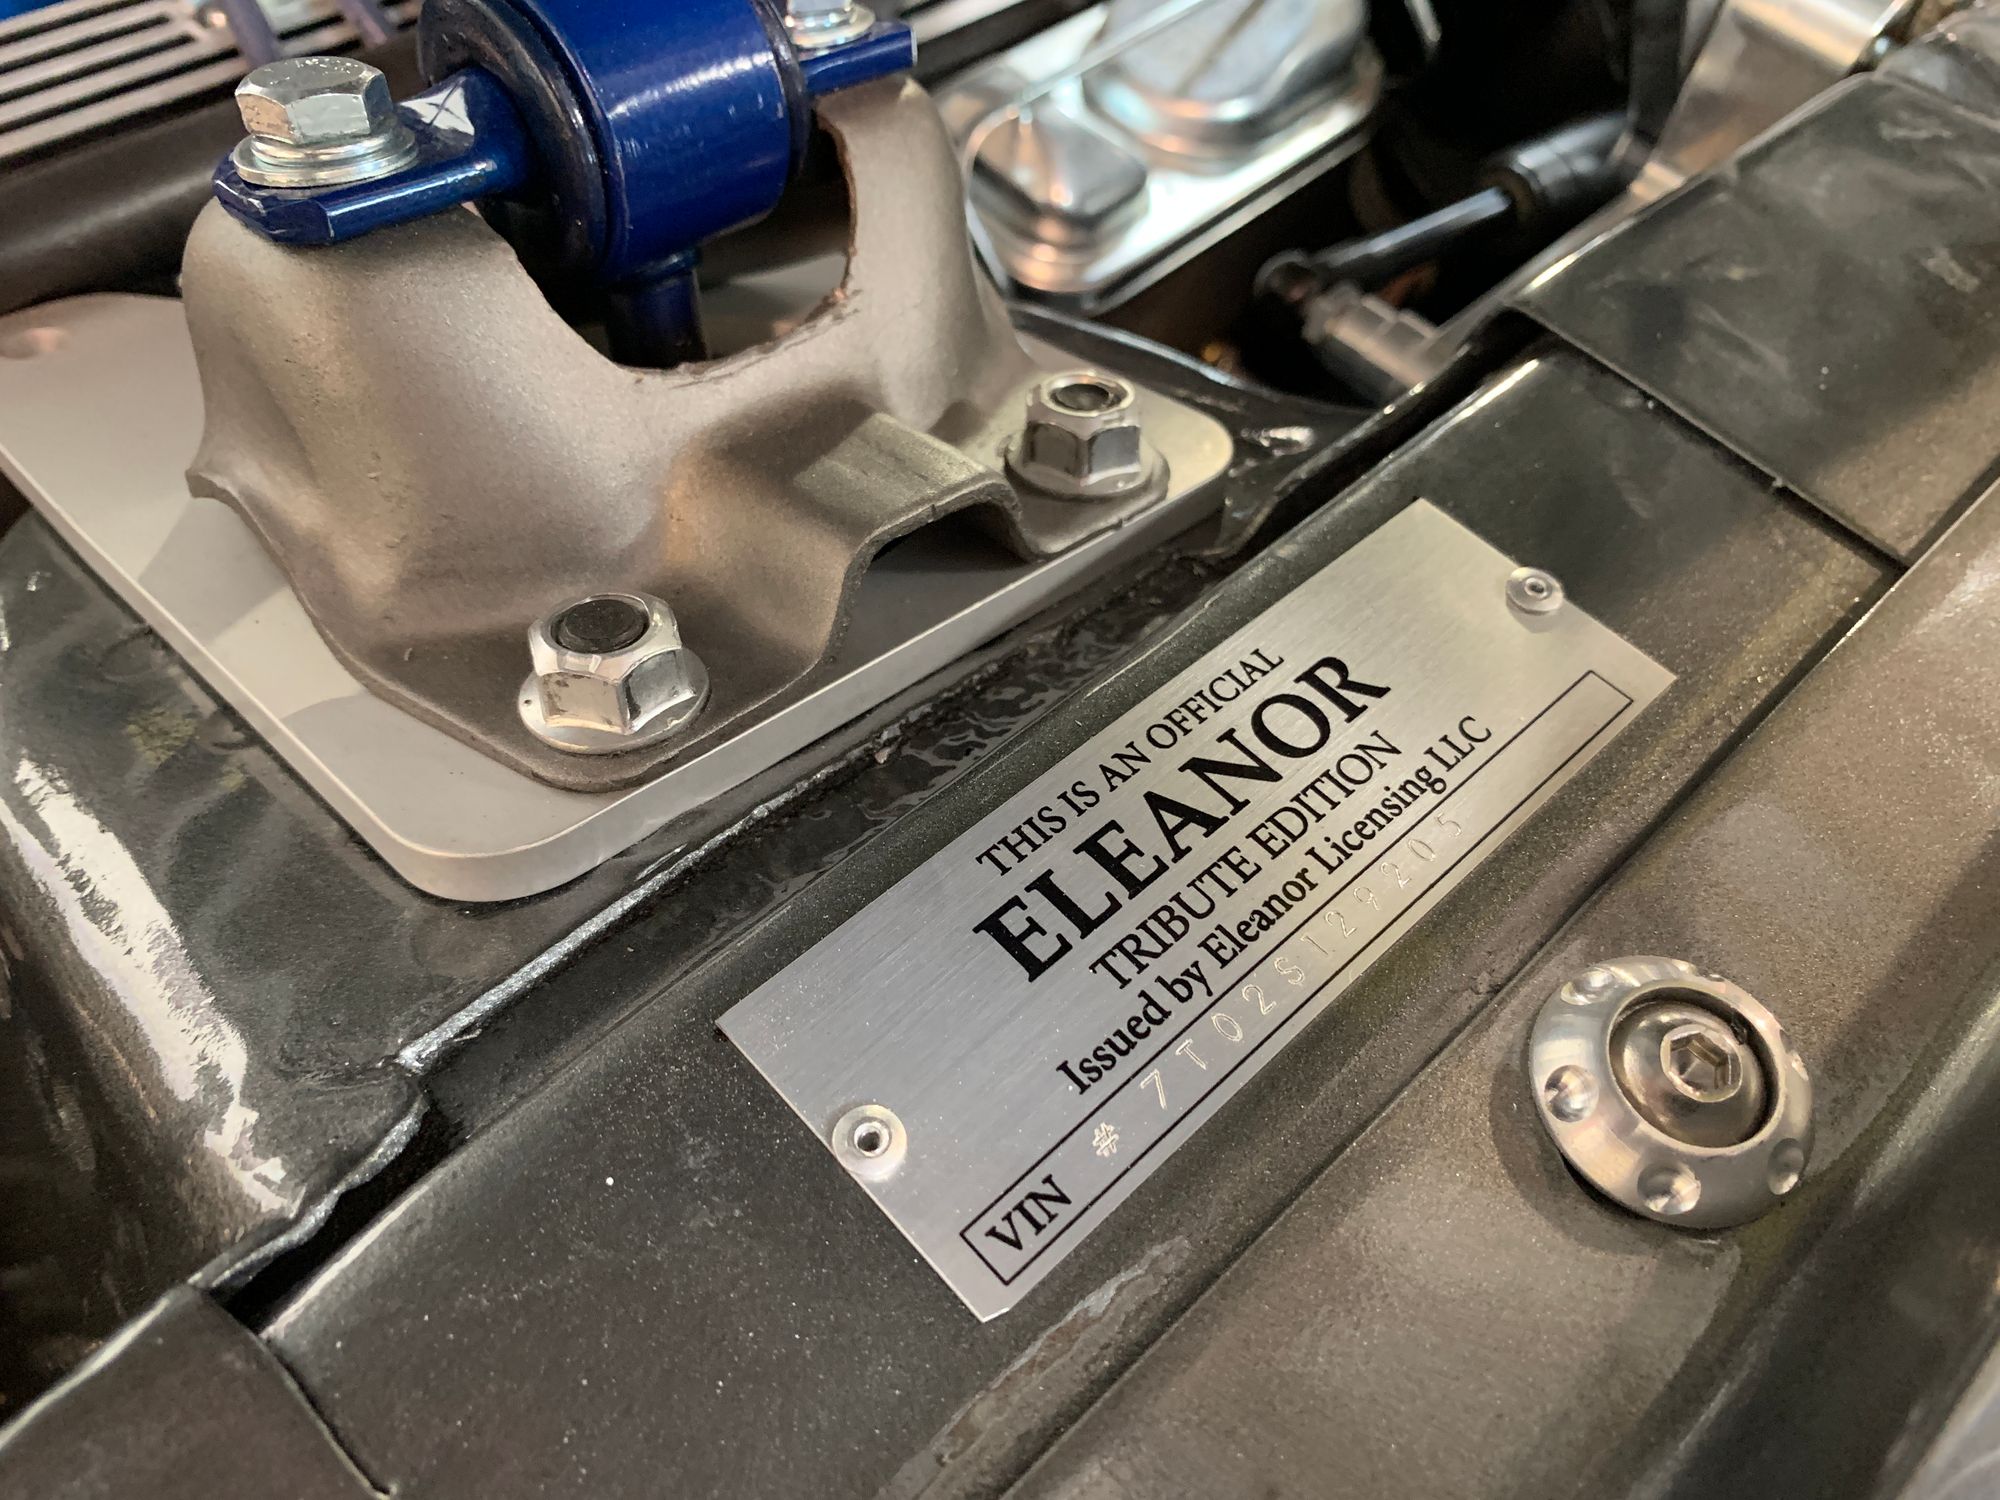 THIS IS AN OFFICIAL
ELEANOR
TRIBUTE EDITION
Issued by Eleanor Licensing LLC
VIN # 7T02S129205